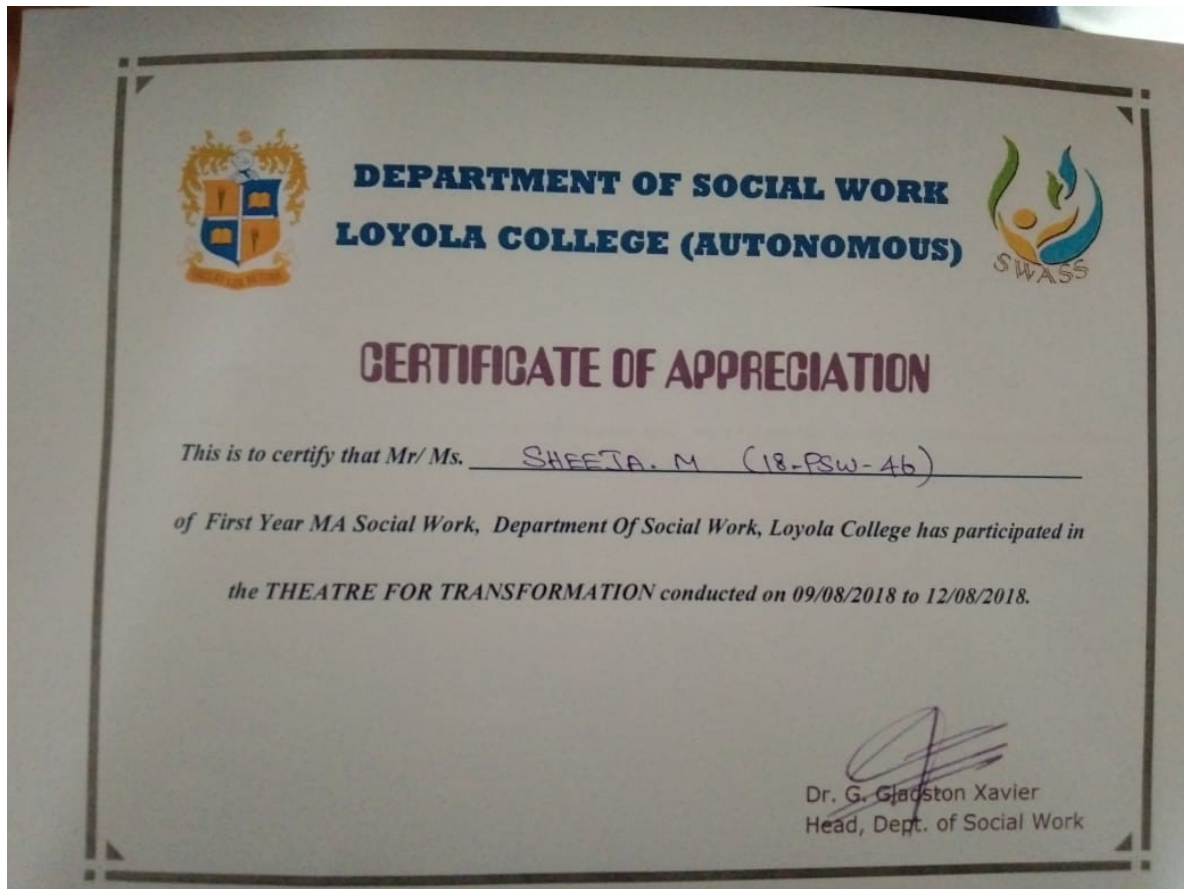 DEPARTMENT OF SOCIAL WORK
LOYOLA COLLEGE (AUTONOMOUS)
SWASS
CERTIFICATE OF APPRECIATION
This is to certify that Mr/ Ms. SHEEJA. M (18-PSW-46)
of First Year MA Social Work, Department Of Social Work, Loyola College has participated in
the THEATRE FOR TRANSFORMATION conducted on 09/08/2018 to 12/08/2018.
Dr. G. Gladston Xavier
Head, Dept. of Social Work